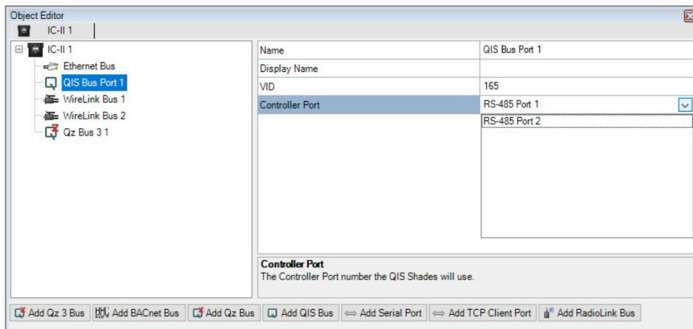 Object Editor
IC-II 1
IC-II 1
Ethernet Bus
QIS Bus Port 1
WireLink Bus 1
WireLink Bus 2
Qz Bus 3 1
Name QIS Bus Port 1
Display Name
VID 165
Controller Port RS-485 Port 1
RS-485 Port 2
Controller Port
The Controller Port number the QIS Shades will use.
Add Qz 3 Bus Add BACnet Bus Add Qz Bus Add QIS Bus Add Serial Port Add TCP Client Port Add RadioLink Bus